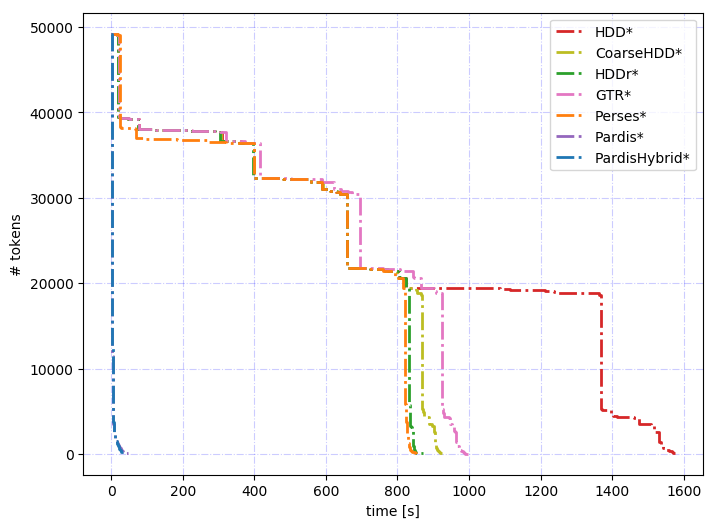 50000
40000
30000
20000
10000
0
# tokens
0 200 400 600 800 1000 1200 1400 1600
time [s]
HDD*
CoarseHDD*
HDDr*
GTR*
Perses*
Pardis*
PardisHybrid*